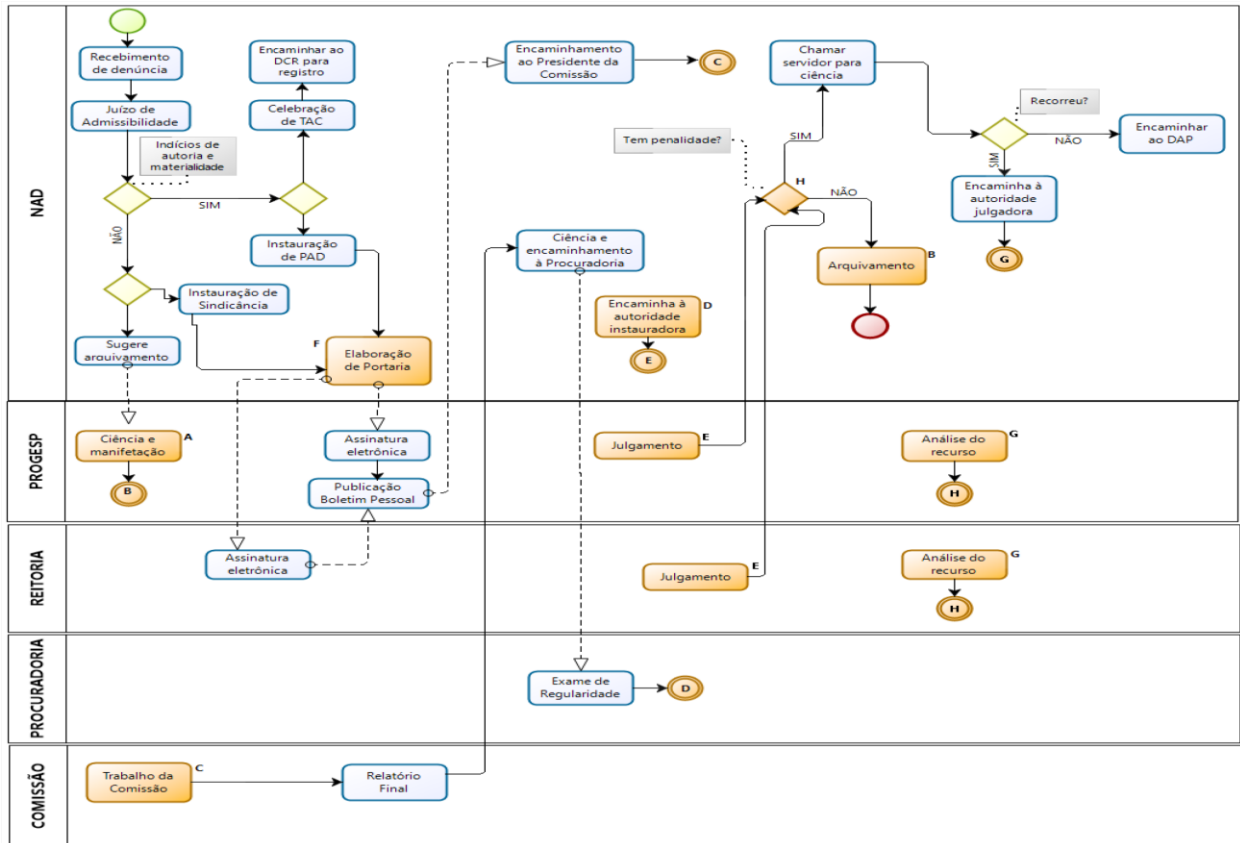 NAD
Recebimento
de denúncia
Juízo de
Admissibilidade
Indícios de
autoria e
materialidade
SIM
NÃO
Encaminhar ao
DCR para
registro
Celebração
de TAC
Instauração
de PAD
Instauração de
Sindicância
Sugere
arquivamento
F
Elaboração
de Portaria
Encaminhamento
ao Presidente da
Comissão
C
Ciência e
encaminhamento
à Procuradoria
Encaminha à
autoridade
instauradora
D
E
Tem penalidade?
H
SIM
NÃO
Chamar
servidor para
ciência
Arquivamento
B
Recorreu?
NÃO
SIM
Encaminhar
ao DAP
Encaminha à
autoridade
julgadora
G
PROGESP
Ciência e
manifetação
A
B
Assinatura
eletrônica
Publicação
Boletim Pessoal
Julgamento
E
Análise do
recurso
G
H
REITORIA
Assinatura
eletrônica
Julgamento
E
Análise do
recurso
G
H
PROCURADORIA
Exame de
Regularidade
D
COMISSÃO
Trabalho da
Comissão
C
Relatório
Final